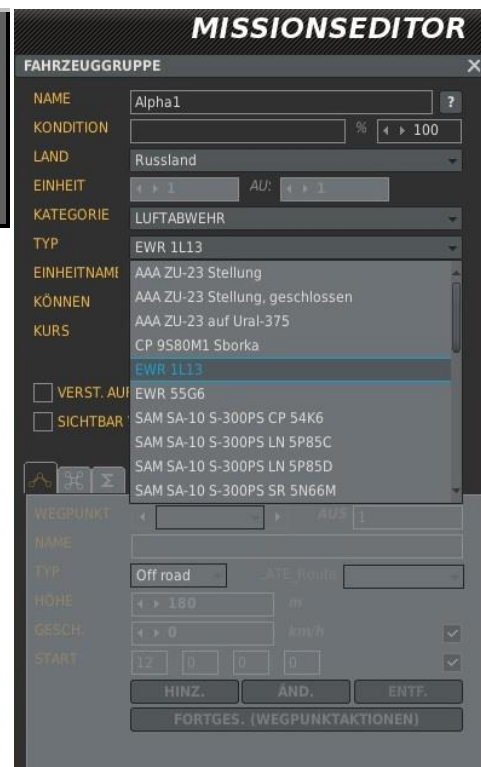 MISSIONSEDITOR
FAHRZEUGGRUPPE
NAME Alpha1 ?
KONDITION % 100
LAND Russland
EINHEIT 1 AU: 1
KATEGORIE LUFTABWEHR
TYP EWR 1L13
EINHEITNAME AAA ZU-23 Stellung
KÖNNEN AAA ZU-23 Stellung, geschlossen
KURS AAA ZU-23 auf Ural-375
CP 9S80M1 Sborka
EWR 1L13
VERST. AUF EWR 55G6
SICHTBAR SAM SA-10 S-300PS CP 54K6
SAM SA-10 S-300PS LN 5P85C
SAM SA-10 S-300PS LN 5P85D
SAM SA-10 S-300PS SR 5N66M
WEGPUNKT AUS 1
NAME
TYP Off road LATE_Route
HÖHE 180 m
GESCH. 0 km/h
START 12 0 0 0
HINZ. ÄND. ENTF.
FORTGES. (WEGPUNKTAKTIONEN)